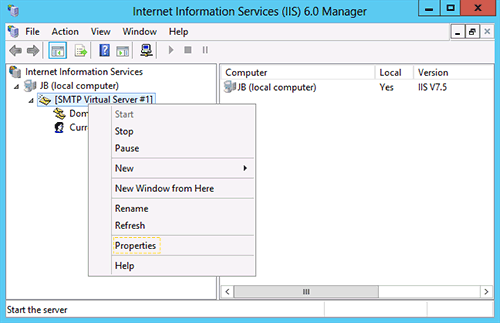 Internet Information Services (IIS) 6.0 Manager
File Action View Window Help
Internet Information Services
JB (local computer)
[SMTP Virtual Server #1]
Dom
Curr
Start
Stop
Pause
New
New Window from Here
Rename
Refresh
Properties
Help
Computer Local Version
JB (local computer) Yes IIS V7.5
Start the server